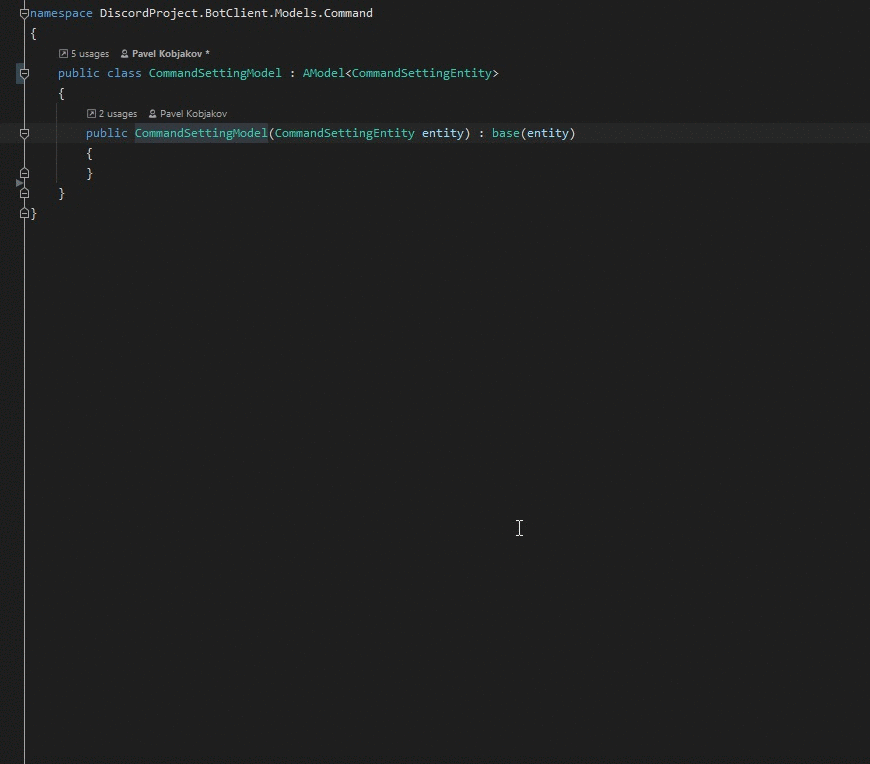 namespace DiscordProject.BotClient.Models.Command
{
5 usages Pavel Kobjakov *
public class CommandSettingModel : AModel<CommandSettingEntity>
{
2 usages Pavel Kobjakov
public CommandSettingModel(CommandSettingEntity entity) : base(entity)
{
}
}
}